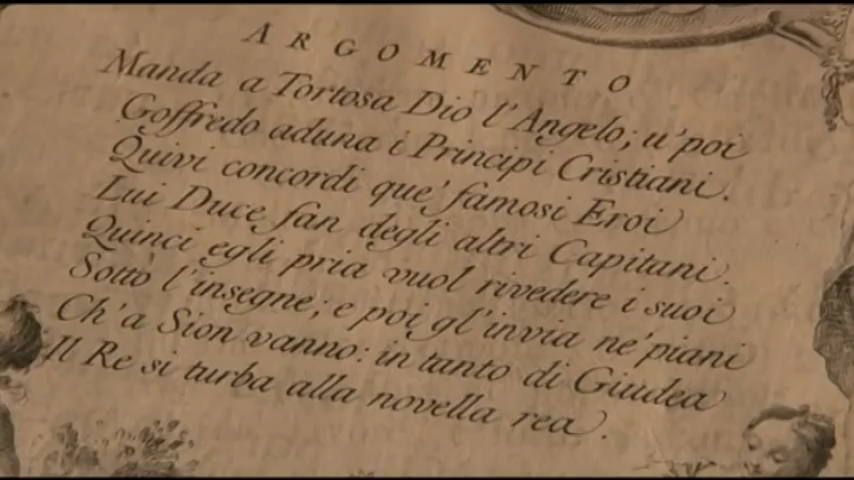 ARGOMENTO
Manda a Tortosa Dio l'Angelo; u' poi
Goffredo aduna i Principi Cristiani.
Quivi concordi que' famosi Eroi
Lui Duce fan degli altri Capitani.
Quinci egli pria vuol rivedere i suoi
Sotto l'insegne; e poi gl'invia ne' piani
Ch'a Sion vanno: in tanto di Giudea
Il Re si turba alla novella rea.